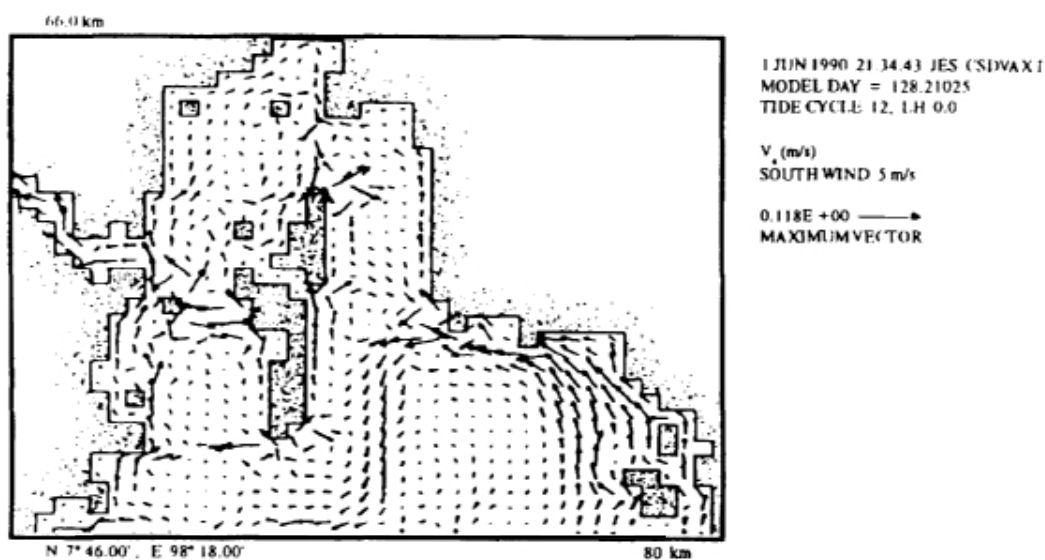 66.0 km
1 JUN 1990 21.34.43 JES CSDVAX1
MODEL DAY = 128.21025
TIDE CYCLE 12, LH 0.0
V (m/s)
SOUTH WIND 5 m/s
0.118E +00
MAXIMUM VECTOR
N 7° 46.00', E 98° 18.00'
80 km